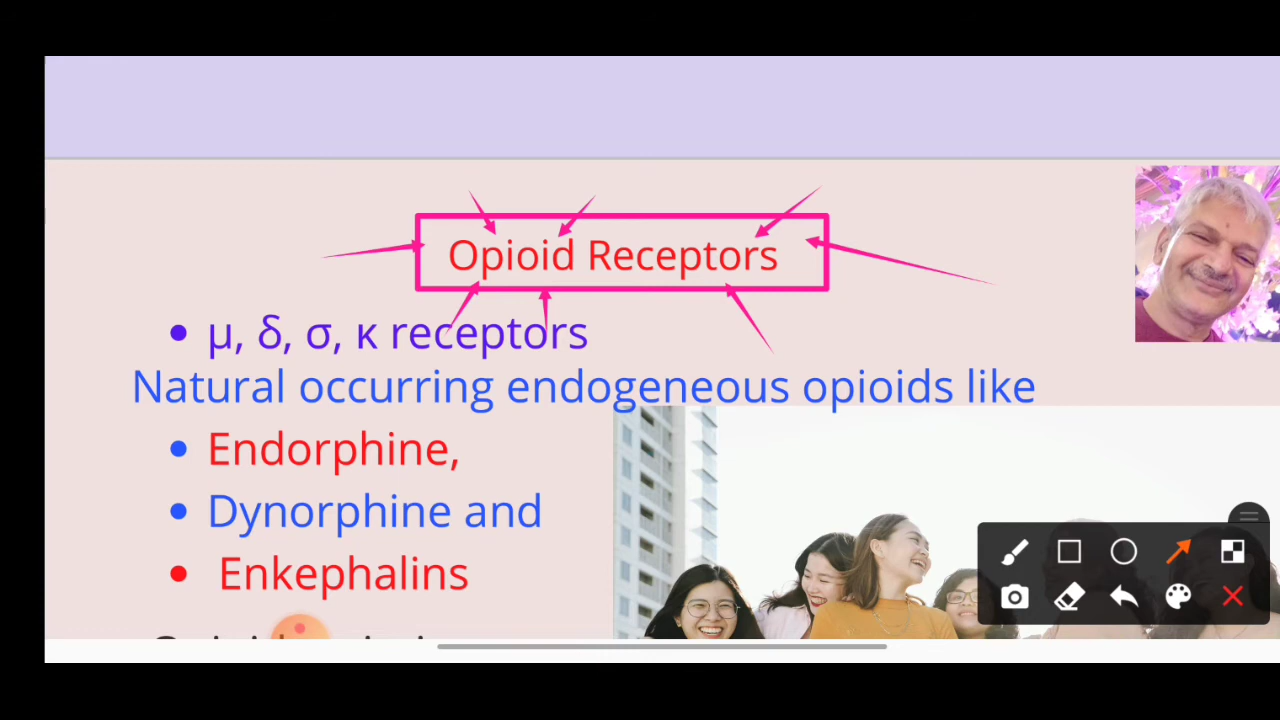 Opioid Receptors
• μ, δ, σ, κ receptors
Natural occurring endogeneous opioids like
• Endorphine,
• Dynorphine and
• Enkephalins